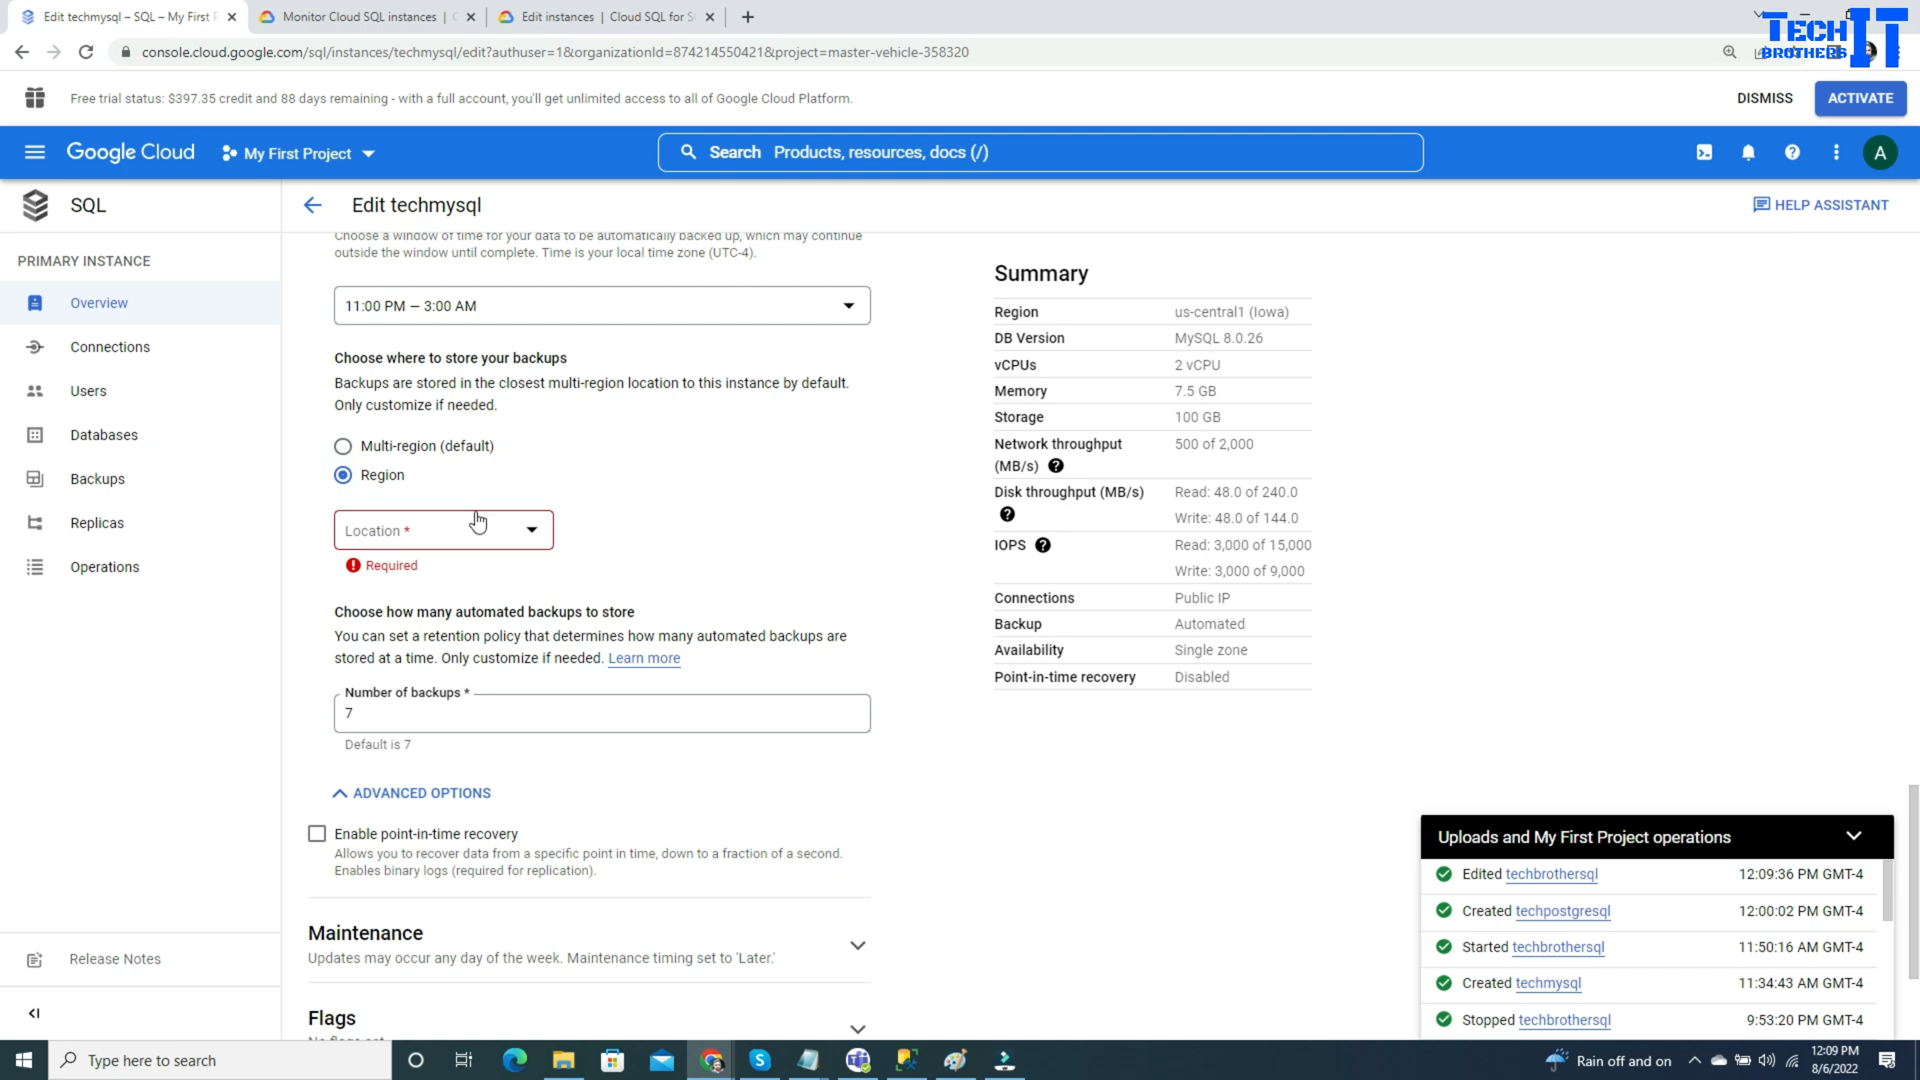 Edit techmysql – SQL – My First P
Monitor Cloud SQL instances | C
Edit instances | Cloud SQL for S
console.cloud.google.com/sql/instances/techmysql/edit?authuser=1&organizationId=874214550421&project=master-vehicle-358320
TECH
BROTHERS
IT
Free trial status: $397.35 credit and 88 days remaining - with a full account, you'll get unlimited access to all of Google Cloud Platform.
DISMISS
ACTIVATE
Google Cloud
My First Project
Search Products, resources, docs (/)
A
SQL
Edit techmysql
HELP ASSISTANT
PRIMARY INSTANCE
Overview
Connections
Users
Databases
Backups
Replicas
Operations
Release Notes
Choose a window of time for your data to be automatically backed up, which may continue
outside the window until complete. Time is your local time zone (UTC-4).
11:00 PM — 3:00 AM
Choose where to store your backups
Backups are stored in the closest multi-region location to this instance by default.
Only customize if needed.
Multi-region (default)
Region
Location *
Required
Choose how many automated backups to store
You can set a retention policy that determines how many automated backups are
stored at a time. Only customize if needed. Learn more
Number of backups *
7
Default is 7
ADVANCED OPTIONS
Enable point-in-time recovery
Allows you to recover data from a specific point in time, down to a fraction of a second.
Enables binary logs (required for replication).
Maintenance
Updates may occur any day of the week. Maintenance timing set to 'Later.'
Flags
No flags set
Summary
Region us-central1 (Iowa)
DB Version MySQL 8.0.26
vCPUs 2 vCPU
Memory 7.5 GB
Storage 100 GB
Network throughput 500 of 2,000
(MB/s)
Disk throughput (MB/s) Read: 48.0 of 240.0
Write: 48.0 of 144.0
IOPS Read: 3,000 of 15,000
Write: 3,000 of 9,000
Connections Public IP
Backup Automated
Availability Single zone
Point-in-time recovery Disabled
Uploads and My First Project operations
Edited techbrothersql 12:09:36 PM GMT-4
Created techpostgresql 12:00:02 PM GMT-4
Started techbrothersql 11:50:16 AM GMT-4
Created techmysql 11:34:43 AM GMT-4
Stopped techbrothersql 9:53:20 PM GMT-4
Type here to search
Rain off and on
12:09 PM
8/6/2022